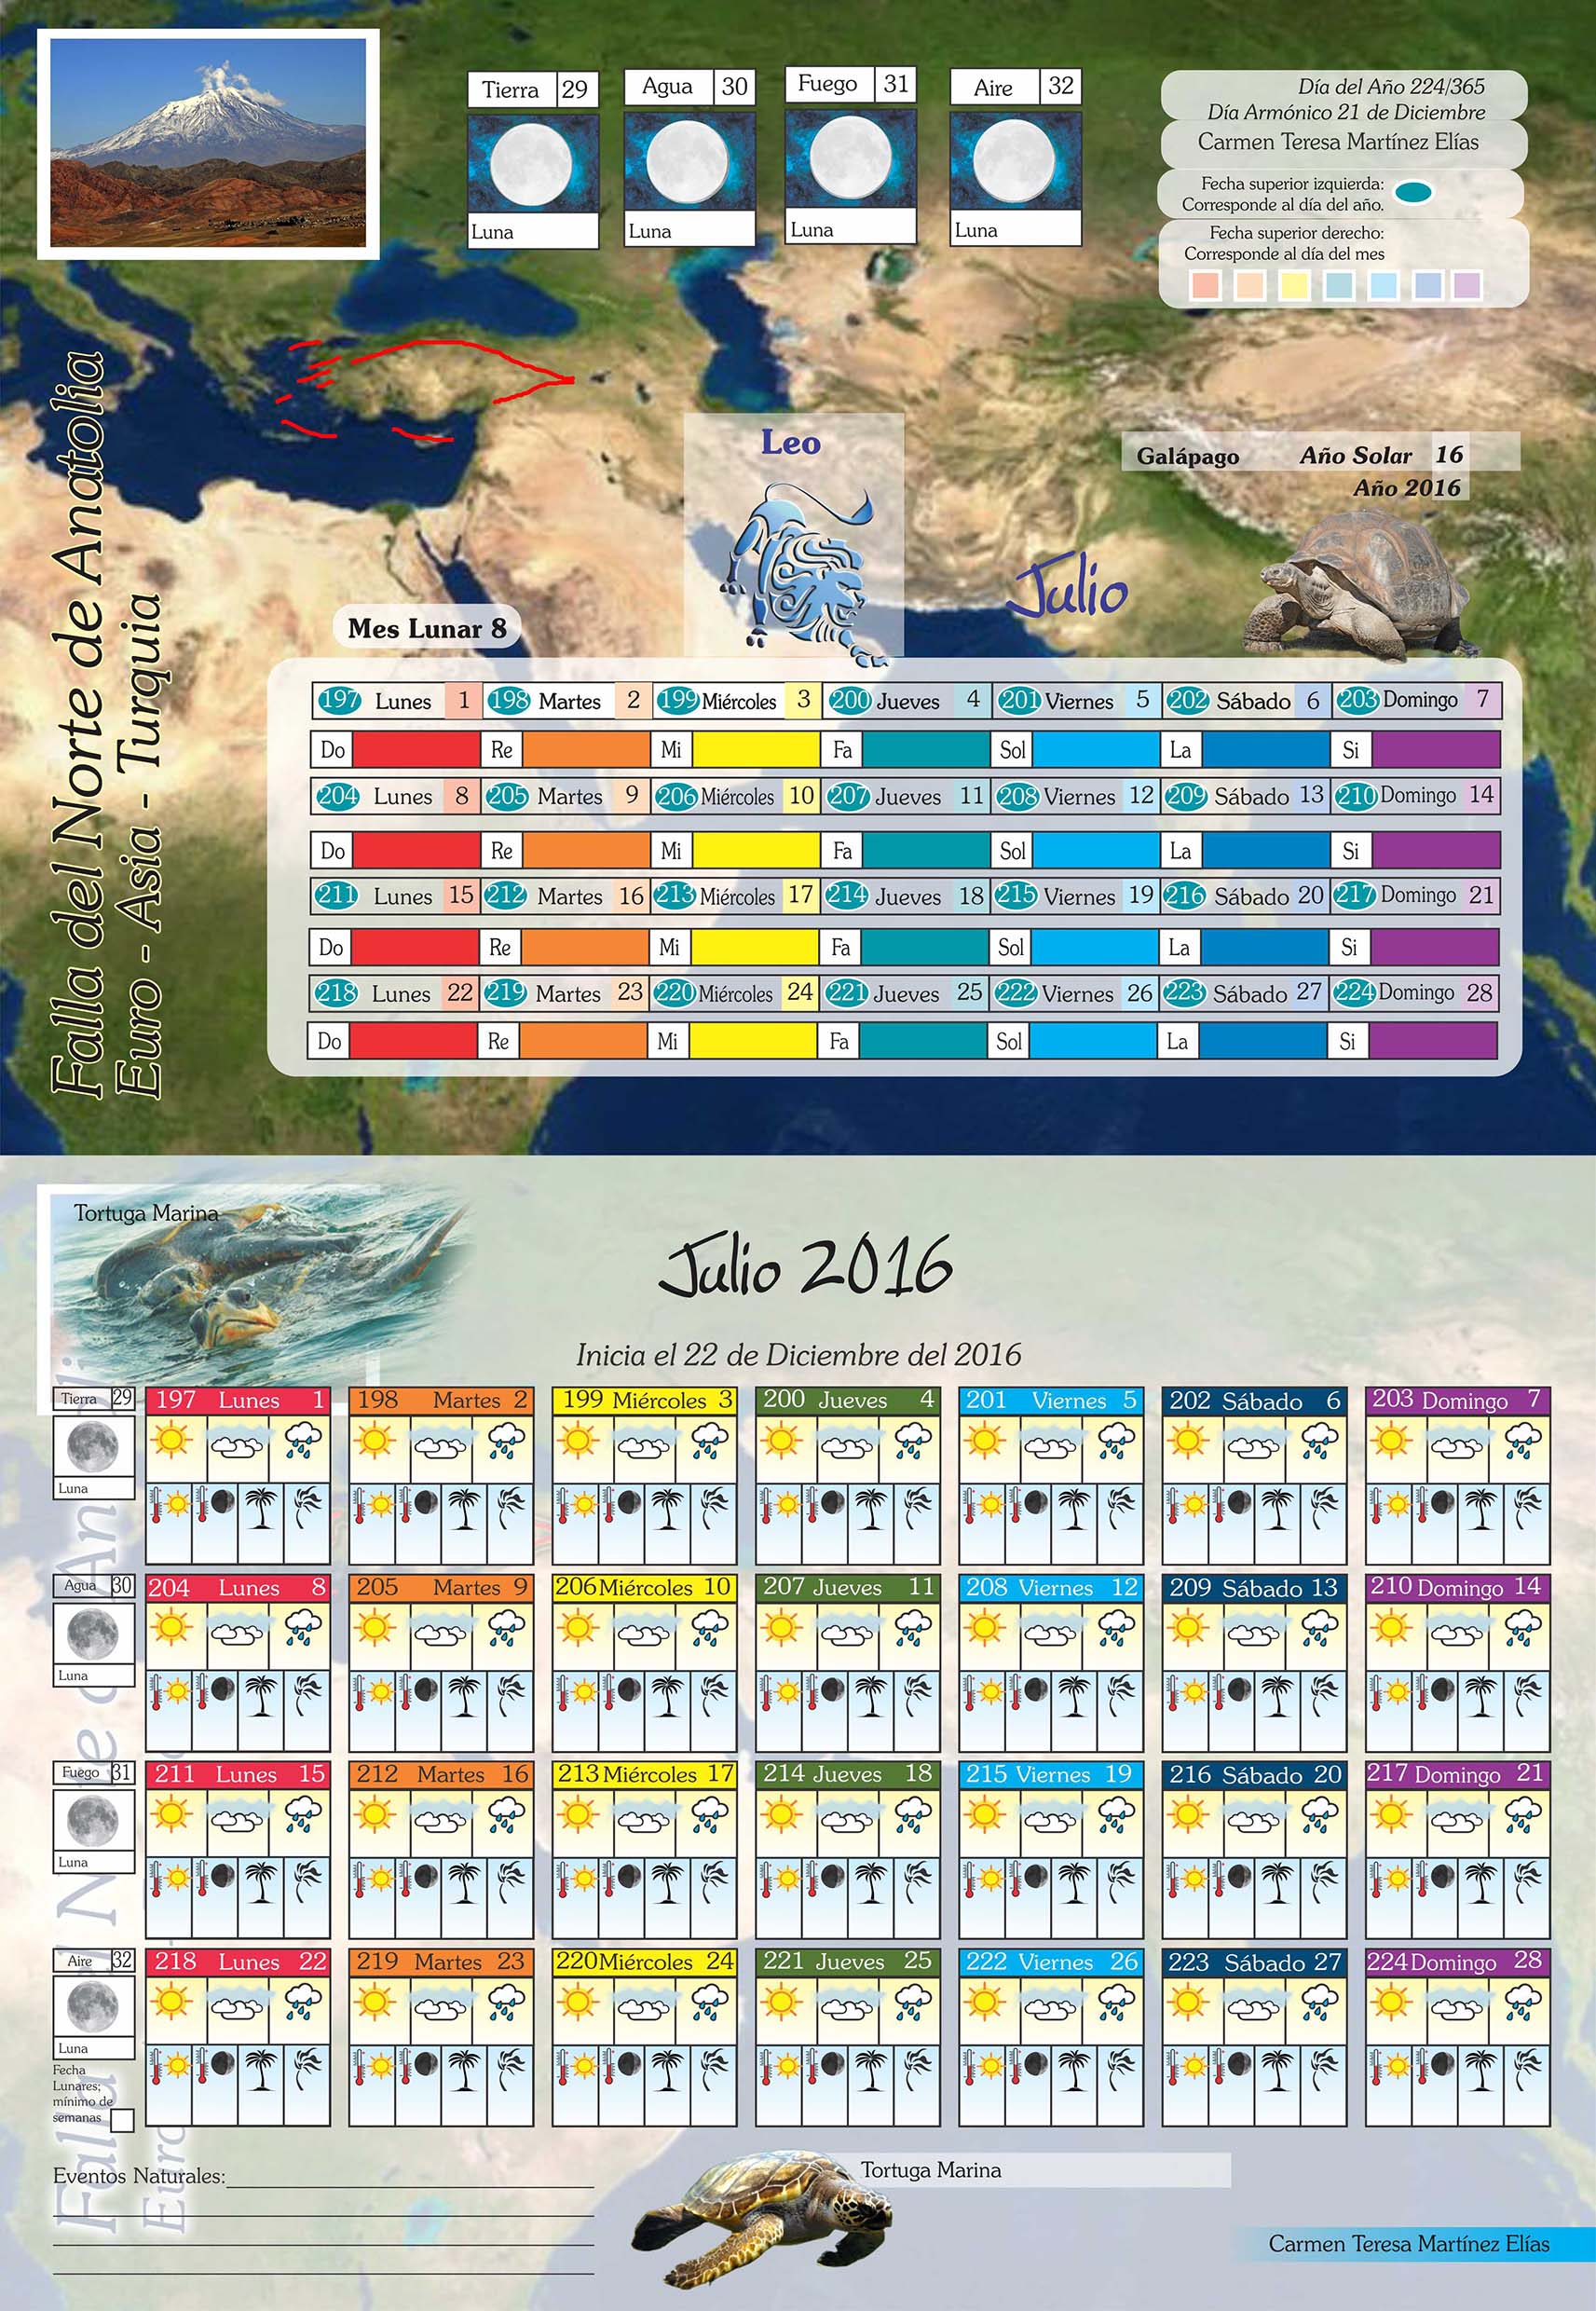 Tierra 29
Agua 30
Fuego 31
Aire 32
Luna
Luna
Luna
Luna
Día del Año 224/365
Día Armónico 21 de Diciembre
Carmen Teresa Martínez Elías
Fecha superior izquierda:
Corresponde al día del año.
Fecha superior derecho:
Corresponde al día del mes
Falla del Norte de Anatolia
Euro - Asia - Turquia
Leo
Galápago Año Solar 16
Año 2016
Julio
Mes Lunar 8
197 Lunes 1 198 Martes 2 199 Miércoles 3 200 Jueves 4 201 Viernes 5 202 Sábado 6 203 Domingo 7
Do Re Mi Fa Sol La Si
204 Lunes 8 205 Martes 9 206 Miércoles 10 207 Jueves 11 208 Viernes 12 209 Sábado 13 210 Domingo 14
Do Re Mi Fa Sol La Si
211 Lunes 15 212 Martes 16 213 Miércoles 17 214 Jueves 18 215 Viernes 19 216 Sábado 20 217 Domingo 21
Do Re Mi Fa Sol La Si
218 Lunes 22 219 Martes 23 220 Miércoles 24 221 Jueves 25 222 Viernes 26 223 Sábado 27 224 Domingo 28
Do Re Mi Fa Sol La Si
Tortuga Marina
Julio 2016
Inicia el 22 de Diciembre del 2016
Tierra 29 197 Lunes 1 198 Martes 2 199 Miércoles 3 200 Jueves 4 201 Viernes 5 202 Sábado 6 203 Domingo 7
Luna
Agua 30 204 Lunes 8 205 Martes 9 206 Miércoles 10 207 Jueves 11 208 Viernes 12 209 Sábado 13 210 Domingo 14
Luna
Fuego 31 211 Lunes 15 212 Martes 16 213 Miércoles 17 214 Jueves 18 215 Viernes 19 216 Sábado 20 217 Domingo 21
Luna
Aire 32 218 Lunes 22 219 Martes 23 220 Miércoles 24 221 Jueves 25 222 Viernes 26 223 Sábado 27 224 Domingo 28
Luna
Fecha
Lunares;
mínimo de
semanas
Eventos Naturales:
Tortuga Marina
Carmen Teresa Martínez Elías